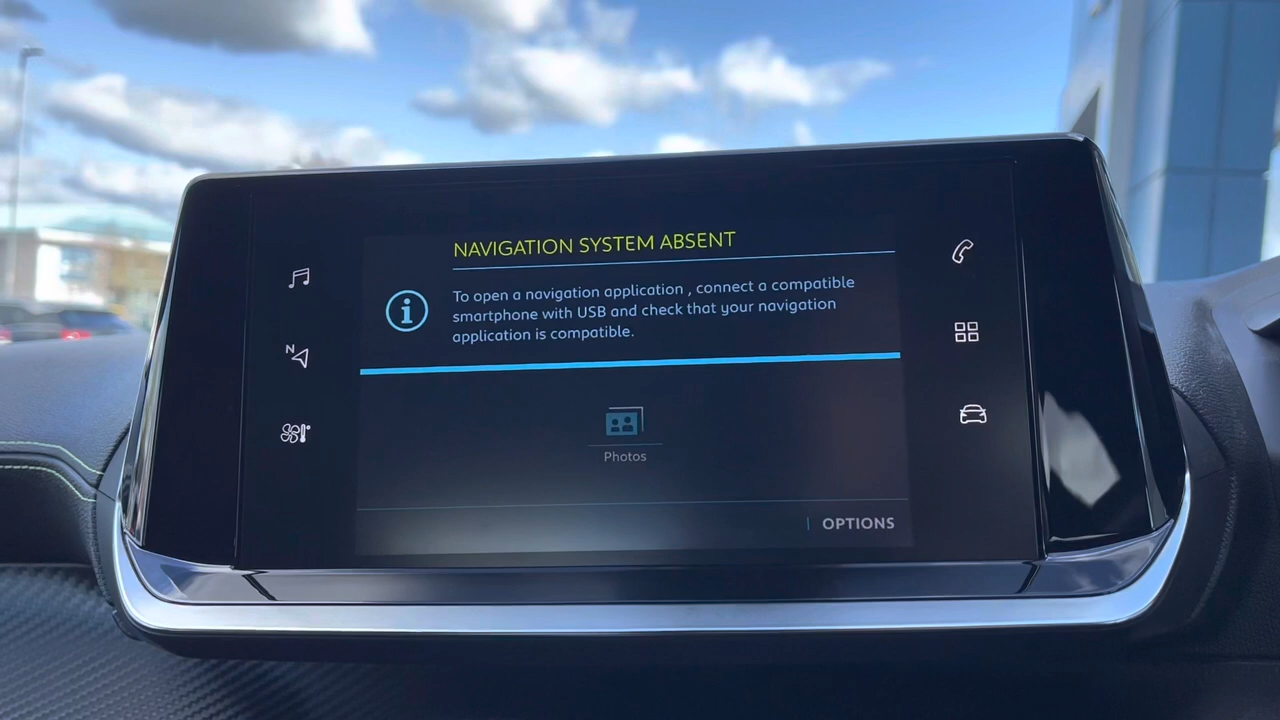 NAVIGATION SYSTEM ABSENT
To open a navigation application , connect a compatible
smartphone with USB and check that your navigation
application is compatible.
N
Photos
OPTIONS